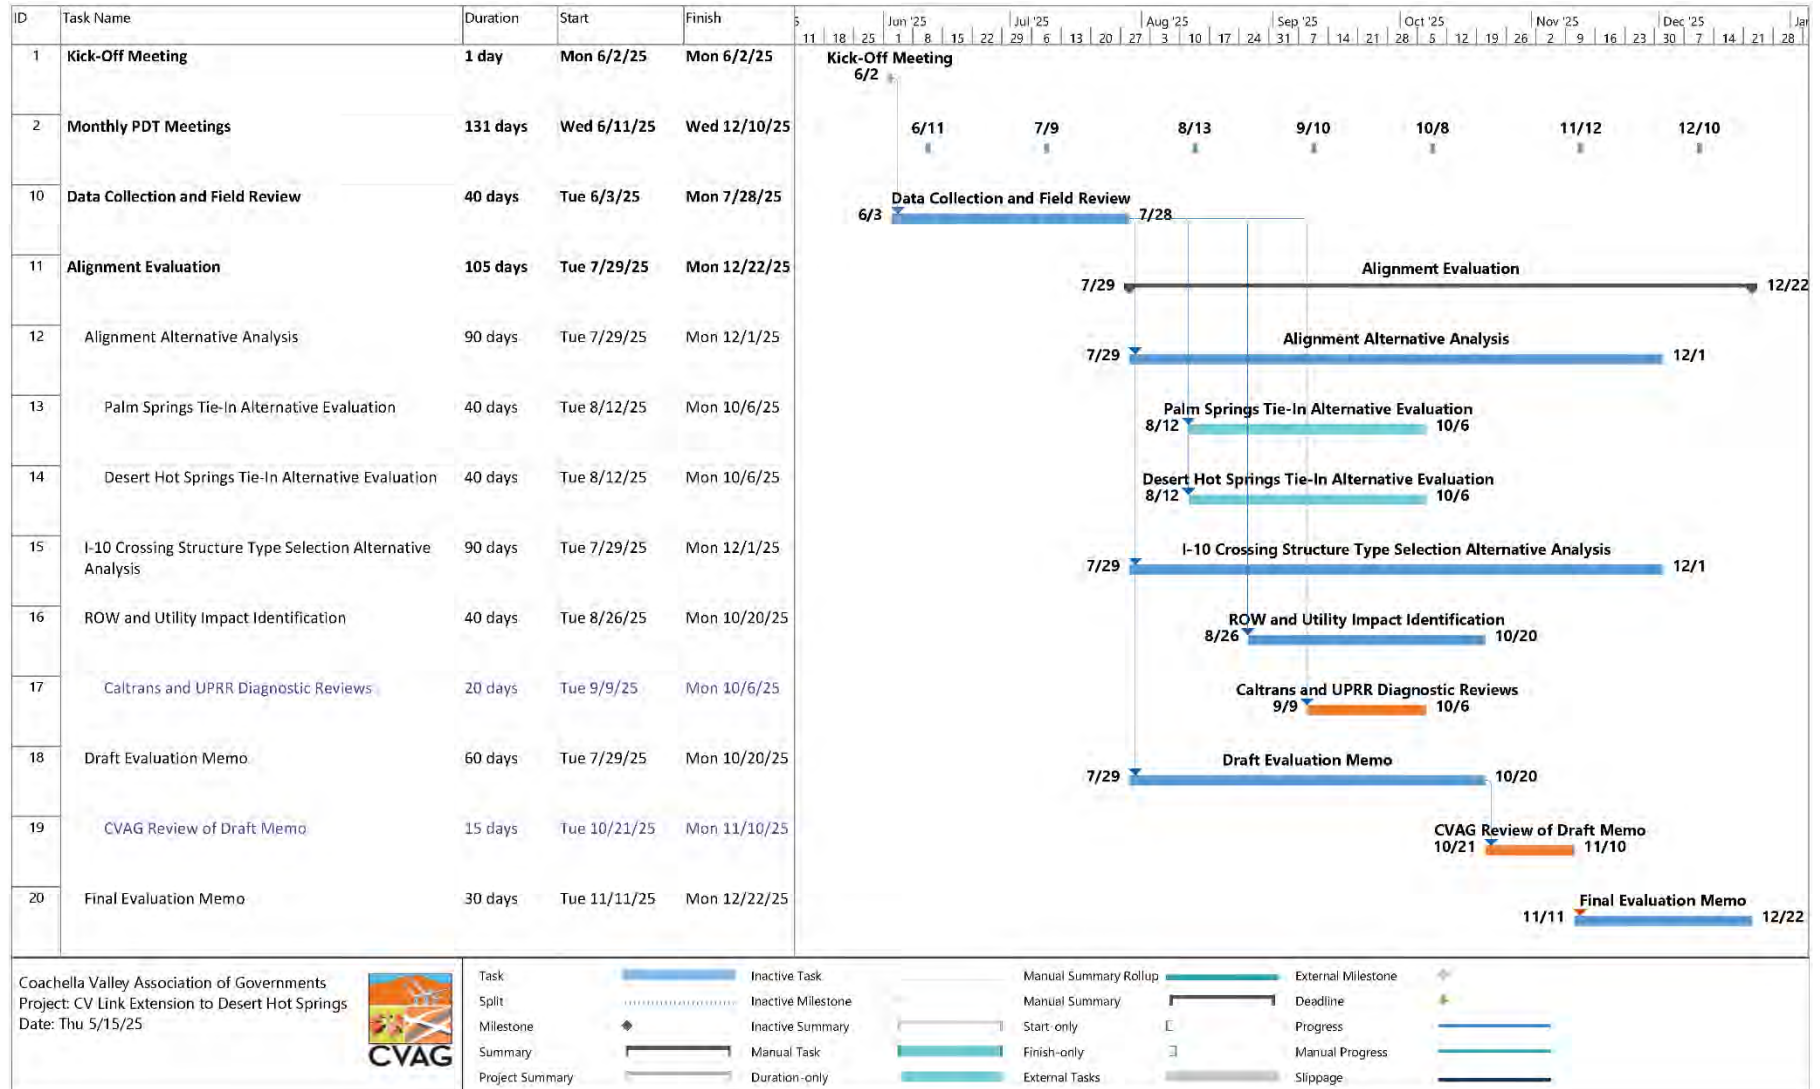 ID Task Name Duration Start Finish
Jun '25 Jul '25 Aug '25 Sep '25 Oct '25 Nov '25 Dec '25 Jan
11 18 25 1 8 15 22 29 6 13 20 27 3 10 17 24 31 7 14 21 28 5 12 19 26 2 9 16 23 30 7 14 21 28
1 Kick-Off Meeting 1 day Mon 6/2/25 Mon 6/2/25
Kick-Off Meeting
6/2
2 Monthly PDT Meetings 131 days Wed 6/11/25 Wed 12/10/25
6/11 7/9 8/13 9/10 10/8 11/12 12/10
10 Data Collection and Field Review 40 days Tue 6/3/25 Mon 7/28/25
Data Collection and Field Review
6/3 7/28
11 Alignment Evaluation 105 days Tue 7/29/25 Mon 12/22/25
Alignment Evaluation
7/29 12/22
12 Alignment Alternative Analysis 90 days Tue 7/29/25 Mon 12/1/25
Alignment Alternative Analysis
7/29 12/1
13 Palm Springs Tie-In Alternative Evaluation 40 days Tue 8/12/25 Mon 10/6/25
Palm Springs Tie-In Alternative Evaluation
8/12 10/6
14 Desert Hot Springs Tie-In Alternative Evaluation 40 days Tue 8/12/25 Mon 10/6/25
Desert Hot Springs Tie-In Alternative Evaluation
8/12 10/6
15 I-10 Crossing Structure Type Selection Alternative 90 days Tue 7/29/25 Mon 12/1/25
Analysis
I-10 Crossing Structure Type Selection Alternative Analysis
7/29 12/1
16 ROW and Utility Impact Identification 40 days Tue 8/26/25 Mon 10/20/25
ROW and Utility Impact Identification
8/26 10/20
17 Caltrans and UPRR Diagnostic Reviews 20 days Tue 9/9/25 Mon 10/6/25
Caltrans and UPRR Diagnostic Reviews
9/9 10/6
18 Draft Evaluation Memo 60 days Tue 7/29/25 Mon 10/20/25
Draft Evaluation Memo
7/29 10/20
19 CVAG Review of Draft Memo 15 days Tue 10/21/25 Mon 11/10/25
CVAG Review of Draft Memo
10/21 11/10
20 Final Evaluation Memo 30 days Tue 11/11/25 Mon 12/22/25
Final Evaluation Memo
11/11 12/22
Coachella Valley Association of Governments
Project: CV Link Extension to Desert Hot Springs
Date: Thu 5/15/25
CVAG
Task Inactive Task Manual Summary Rollup External Milestone
Split Inactive Milestone Manual Summary Deadline
Milestone Inactive Summary Start-only Progress
Summary Manual Task Finish-only Manual Progress
Project Summary Duration-only External Tasks Slippage